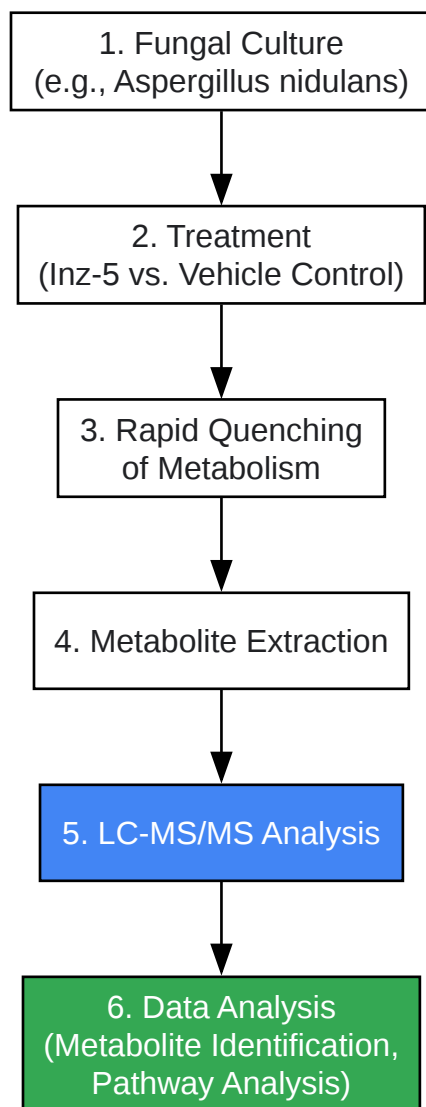 1. Fungal Culture
(e.g., Aspergillus nidulans)
2. Treatment
(Inz-5 vs. Vehicle Control)
3. Rapid Quenching
of Metabolism
4. Metabolite Extraction
5. LC-MS/MS Analysis
6. Data Analysis
(Metabolite Identification,
Pathway Analysis)